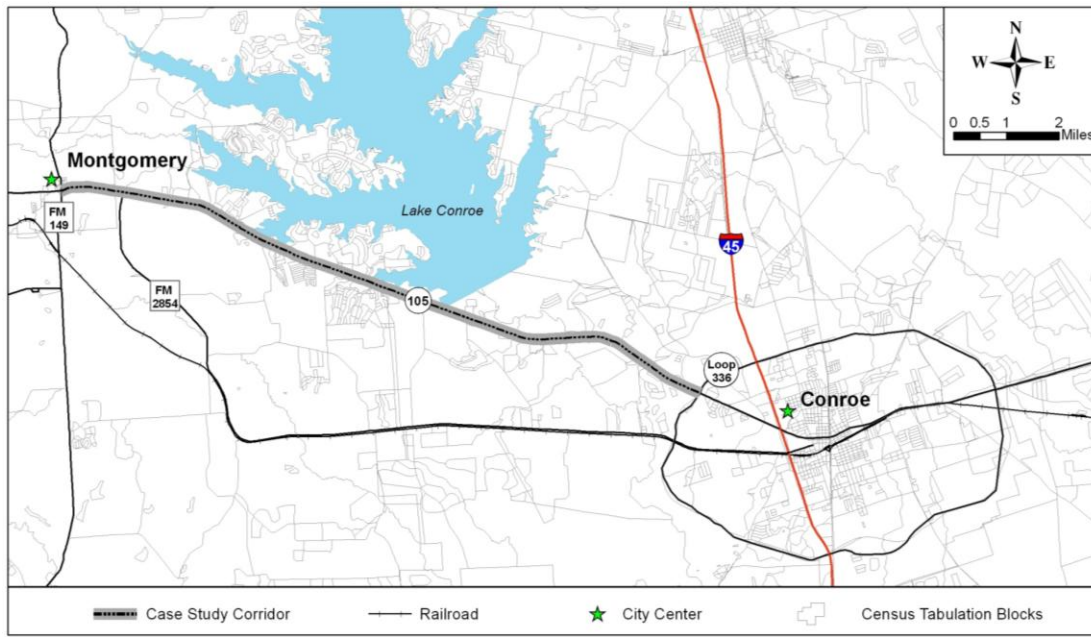 N
W E
S
0 0.5 1 2
Miles
Montgomery
FM
149
Lake Conroe
45
FM
2854
105
Loop
336
Conroe
Case Study Corridor
Railroad
City Center
Census Tabulation Blocks